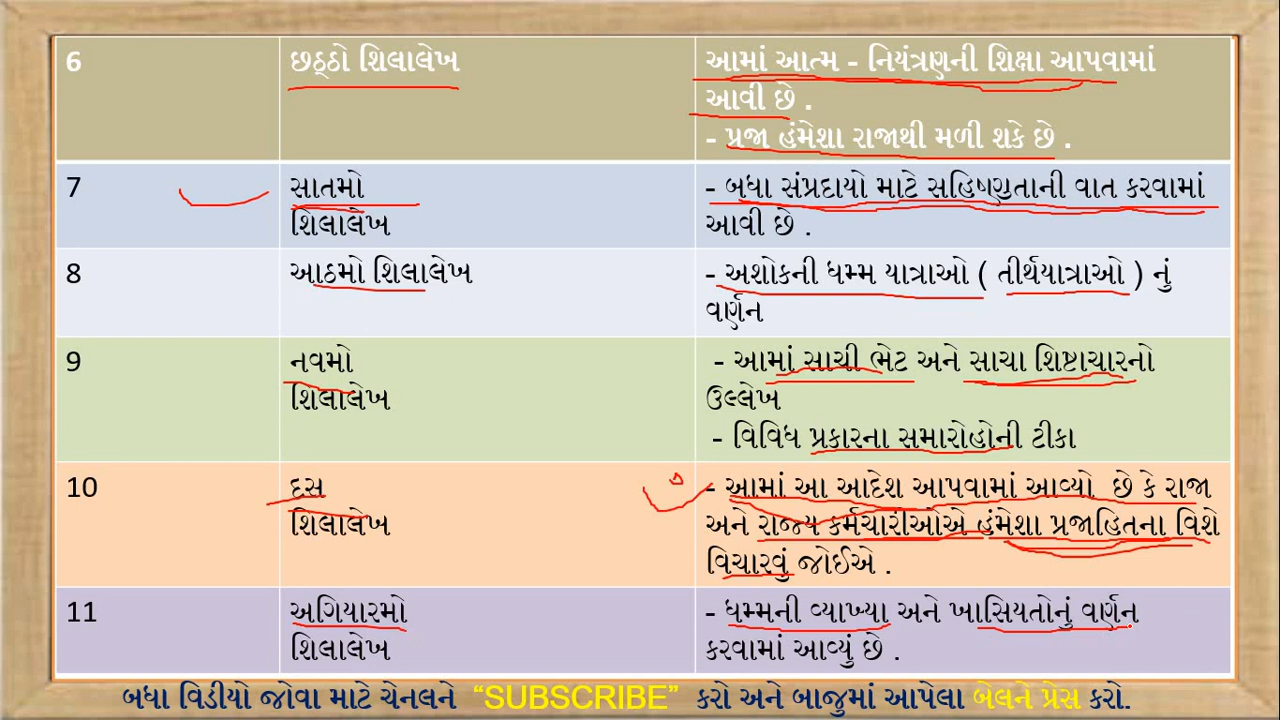 6 છઠ્ઠો શિલાલેખ આમાં આત્મ - નિયંત્રણની શિક્ષા આપવામાં
આવી છે .
- પ્રજા હંમેશા રાજાથી મળી શકે છે .
7 સાતમો - બધા સંપ્રદાયો માટે સહિષ્ણુતાની વાત કરવામાં
શિલાલેખ આવી છે .
8 આઠમો શિલાલેખ - અશોકની ધમ્મ યાત્રાઓ ( તીર્થયાત્રાઓ ) નું
વર્ણન
9 નવમો - આમાં સાચી ભેટ અને સાચા શિષ્ટાચારનો
શિલાલેખ ઉલ્લેખ
- વિવિધ પ્રકારના સમારોહોની ટીકા
10 દસ - આમાં આ આદેશ આપવામાં આવ્યો છે કે રાજા
શિલાલેખ અને રાજ્ય કર્મચારીઓએ હંમેશા પ્રજાહિતના વિશે
વિચારવું જોઈએ .
11 અગિયારમો - ધમ્મની વ્યાખ્યા અને ખાસિયતોનું વર્ણન
શિલાલેખ કરવામાં આવ્યું છે .
બધા વિડીયો જોવા માટે ચેનલને “SUBSCRIBE” કરો અને બાજુમાં આપેલા બેલને પ્રેસ કરો.